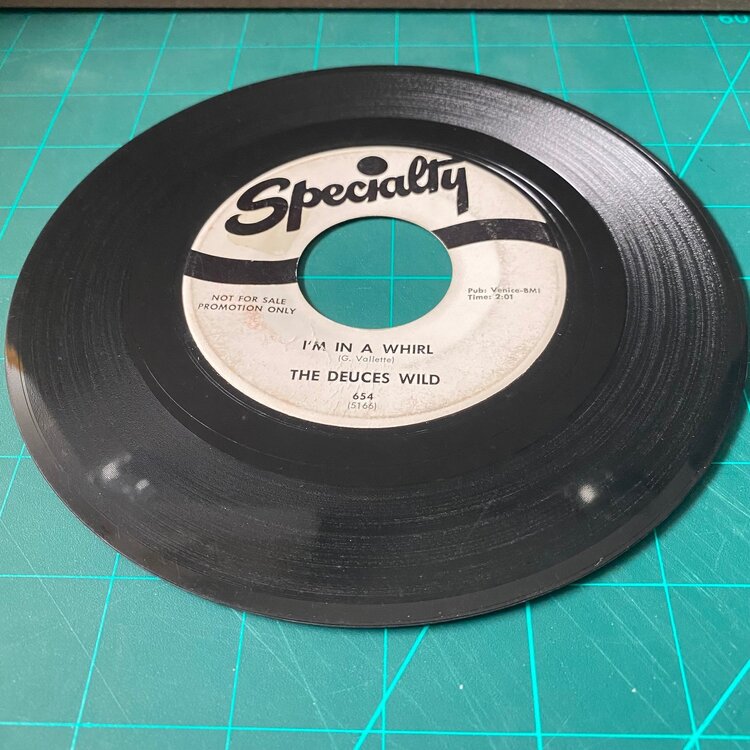 Specialty
NOT FOR SALE
PROMOTION ONLY
Pub: Venice-BMI
Time: 2:01
I'M IN A WHIRL
(G. Vallette)
THE DEUCES WILD
654
(5166)